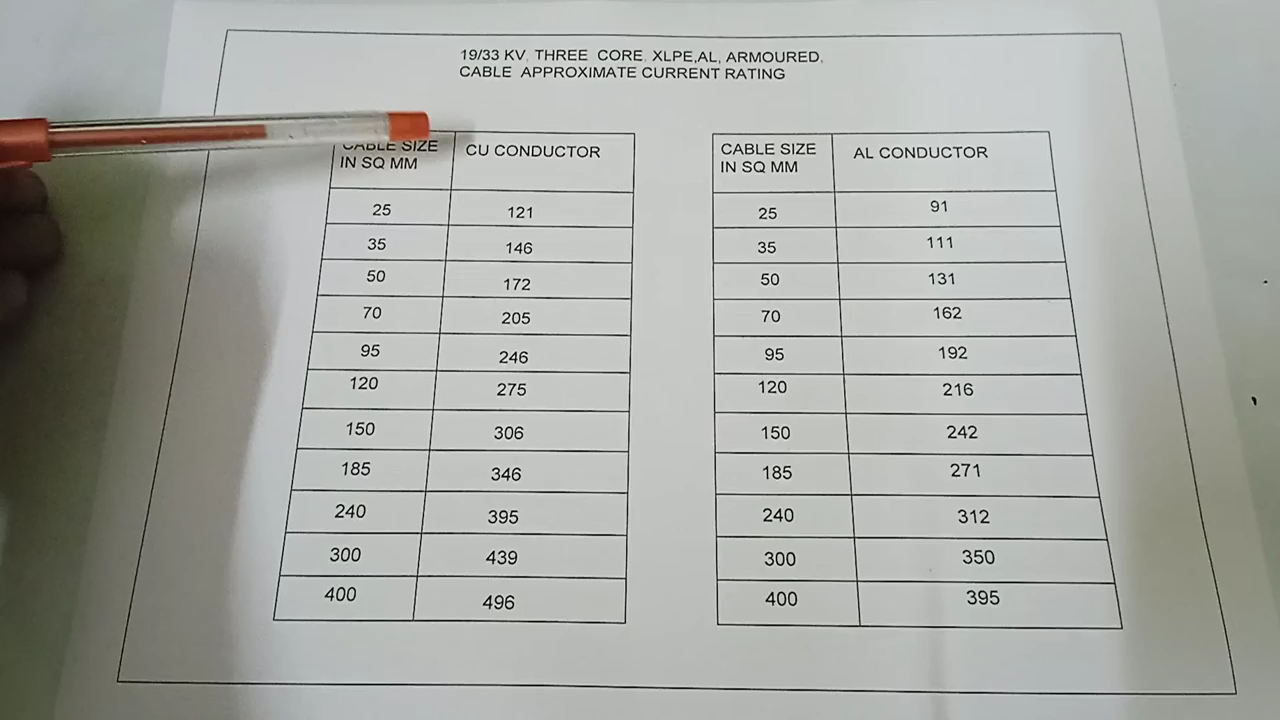 19/33 KV, THREE CORE, XLPE,AL, ARMOURED,
CABLE APPROXIMATE CURRENT RATING
CABLE SIZE
IN SQ MM
CU CONDUCTOR
25 121
35 146
50 172
70 205
95 246
120 275
150 306
185 346
240 395
300 439
400 496
CABLE SIZE
IN SQ MM
AL CONDUCTOR
25 91
35 111
50 131
70 162
95 192
120 216
150 242
185 271
240 312
300 350
400 395